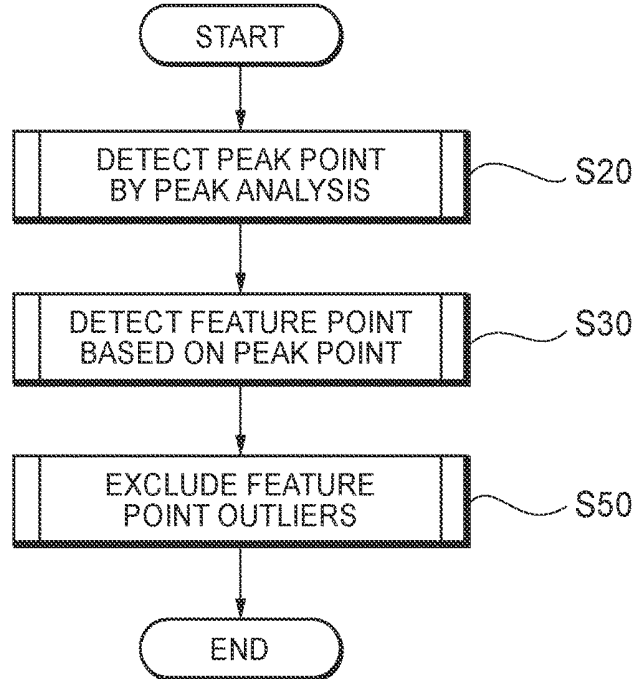 START
DETECT PEAK POINT
BY PEAK ANALYSIS
S20
DETECT FEATURE POINT
BASED ON PEAK POINT
S30
EXCLUDE FEATURE
POINT OUTLIERS
S50
END